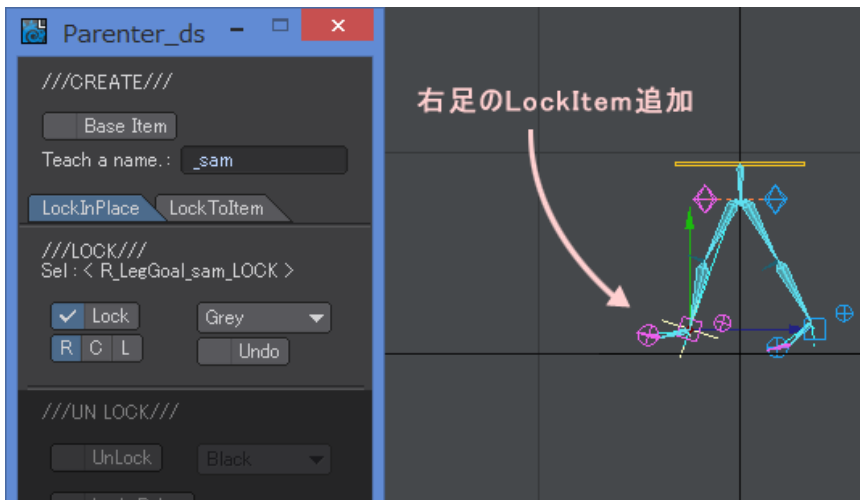 Parenter_ds
///CREATE///
Base Item
Teach a name. : _sam
LockInPlace LockToItem
///LOCK///
Sel : < R_LegGoal_sam_LOCK >
Lock Grey
R C L Undo
///UN LOCK///
UnLock Black
右足のLockItem追加